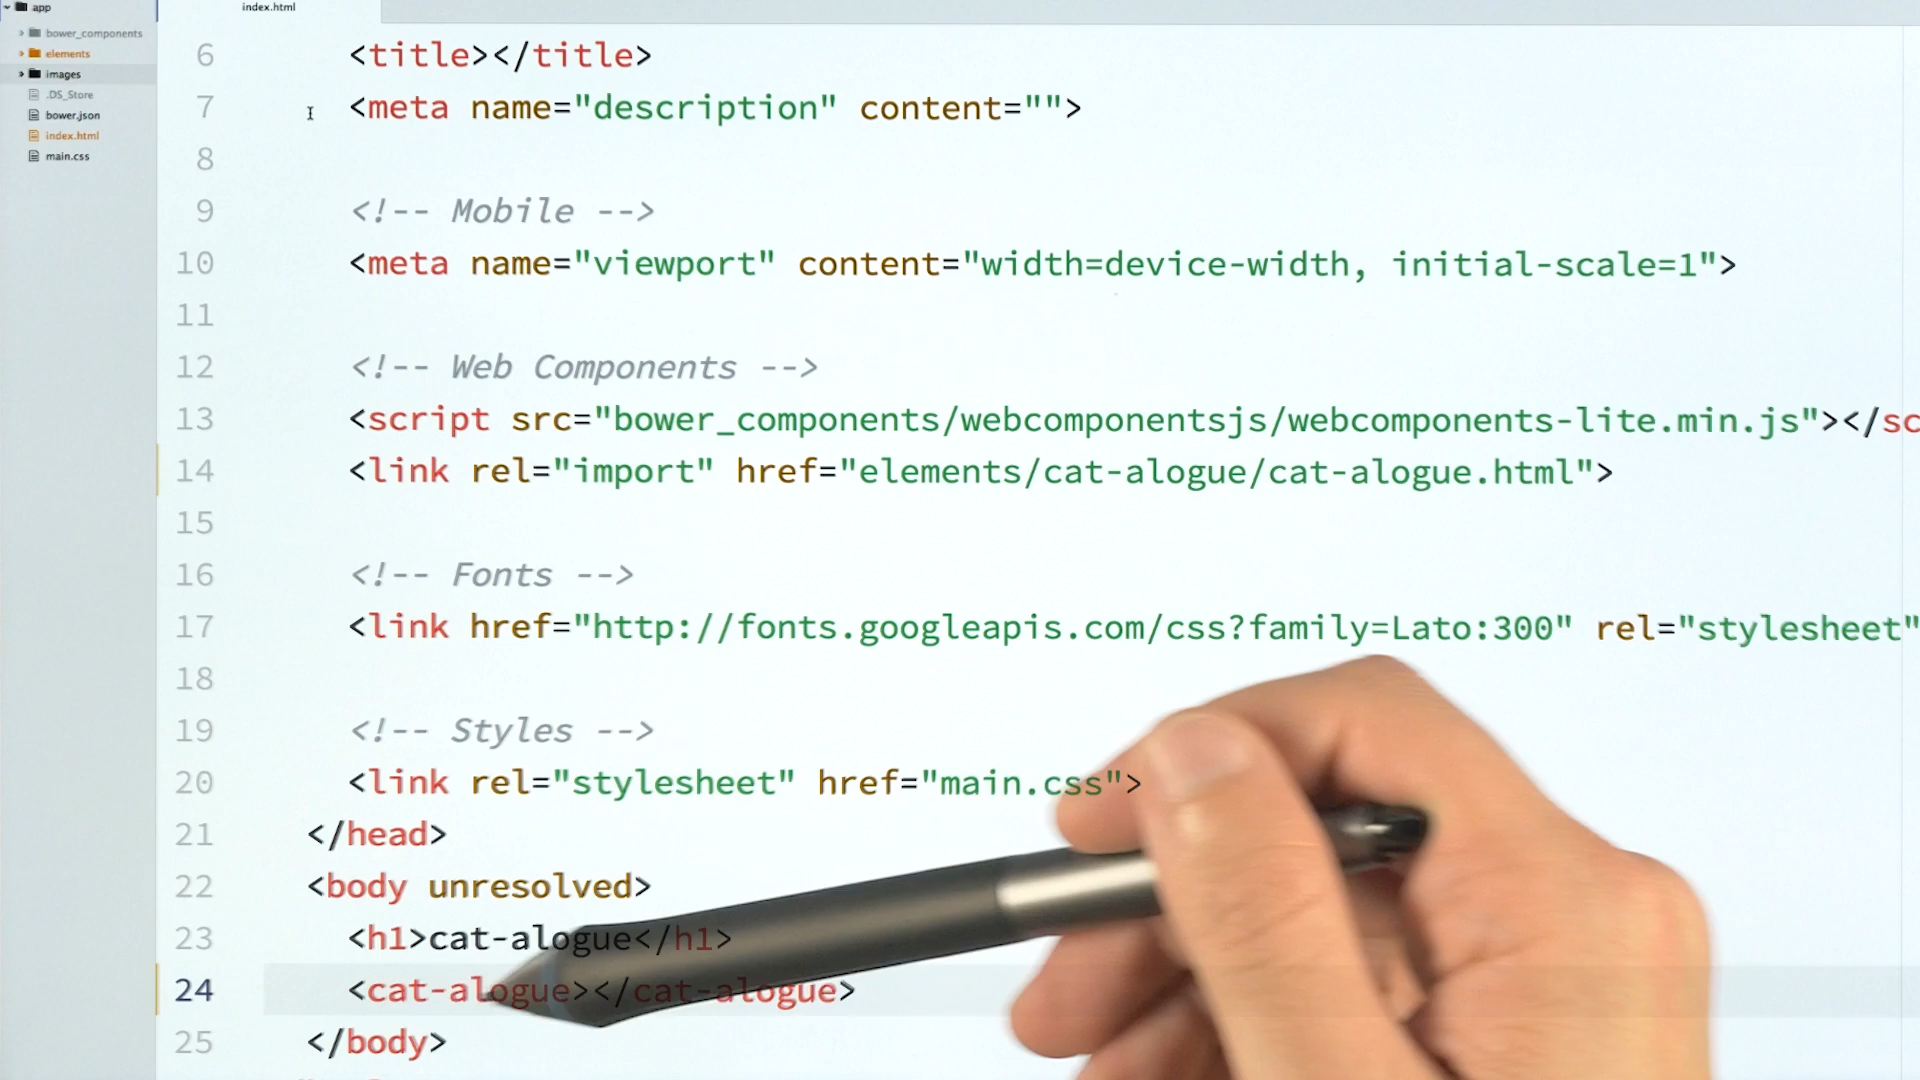 app
index.html
bower_components
elements
images
.DS_Store
bower.json
index.html
main.css
6 <title></title>
7 <meta name="description" content="">
8
9 <!-- Mobile -->
10 <meta name="viewport" content="width=device-width, initial-scale=1">
11
12 <!-- Web Components -->
13 <script src="bower_components/webcomponentsjs/webcomponents-lite.min.js"></sc
14 <link rel="import" href="elements/cat-alogue/cat-alogue.html">
15
16 <!-- Fonts -->
17 <link href="http://fonts.googleapis.com/css?family=Lato:300" rel="stylesheet"
18
19 <!-- Styles -->
20 <link rel="stylesheet" href="main.css">
21 </head>
22 <body unresolved>
23 <h1>cat-alogue</h1>
24 <cat-alogue></cat-alogue>
25 </body>